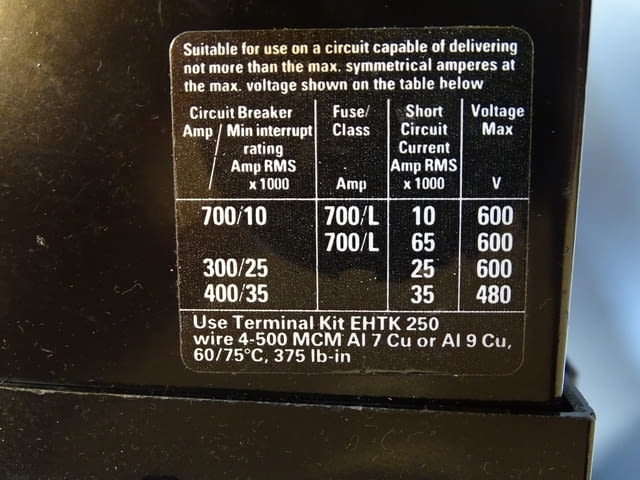 Suitable for use on a circuit capable of delivering
not more than the max. symmetrical amperes at
the max. voltage shown on the table below
Circuit Breaker Fuse/ Short Voltage
Amp / Min interrupt Class Circuit Max
rating Current
Amp RMS Amp RMS
x 1000 Amp x 1000 V
700/10 700/L 10 600
700/L 65 600
300/25 25 600
400/35 35 480
Use Terminal Kit EHTK 250
wire 4-500 MCM Al 7 Cu or Al 9 Cu,
60/75°C, 375 lb-in